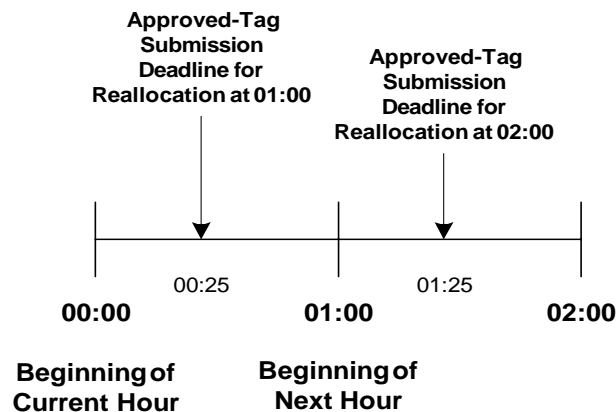 Approved-Tag
Submission
Deadline for
Reallocation at 01:00
Approved-Tag
Submission
Deadline for
Reallocation at 02:00
00:25
01:25
00:00
01:00
02:00
Beginning of
Current Hour
Beginning of
Next Hour